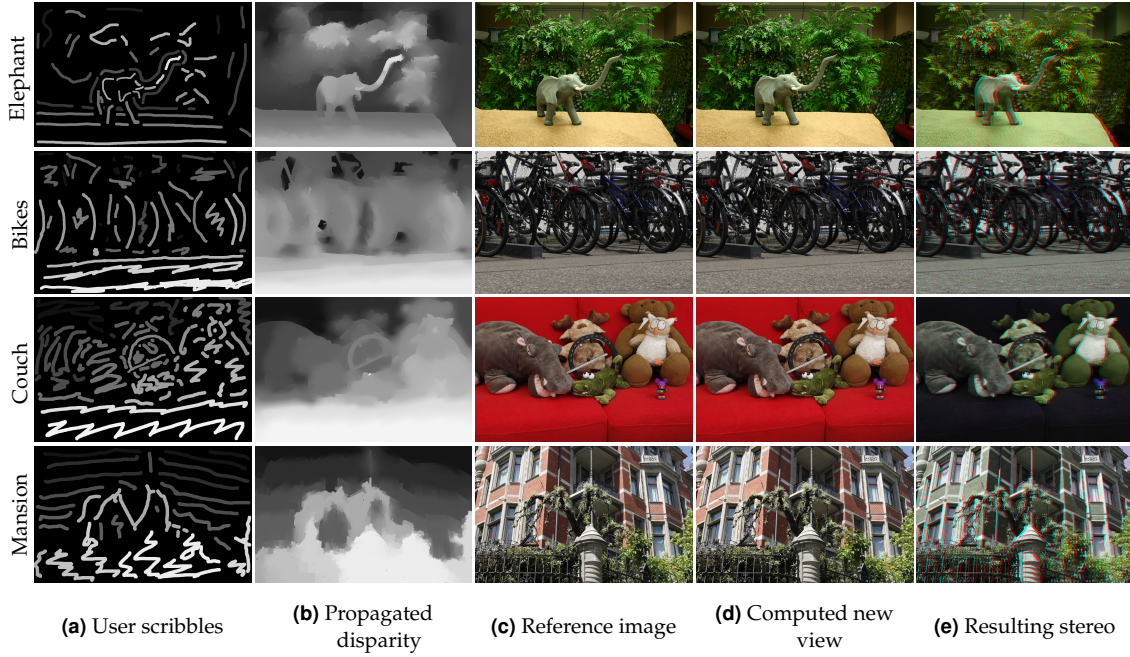 Elephant
Bikes
Couch
Mansion
(a) User scribbles
(b) Propagated
disparity
(c) Reference image
(d) Computed new
view
(e) Resulting stereo